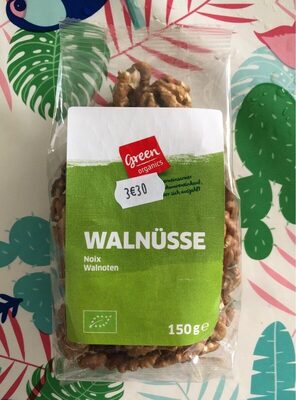 Green
organics
3€30
WALNÜSSE
Noix
Walnoten
150g e